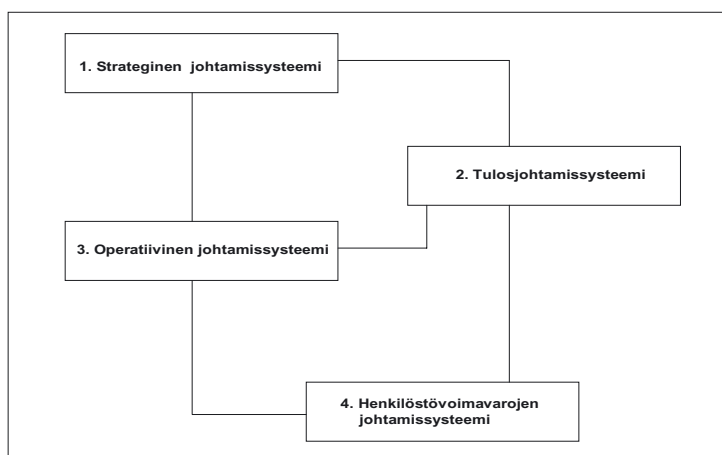 1. Strateginen johtamissysteemi
2. Tulosjohtamissysteemi
3. Operatiivinen johtamissysteemi
4. Henkilöstövoimavarojen
johtamissysteemi